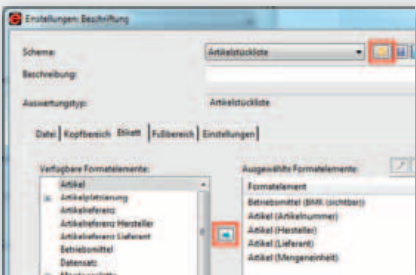 Einstellungen: Beschriftung
Schema: Artikelstückliste
Beschreibung:
Auswertungstyp: Artikelstückliste
Datei Kopfbereich Etikett Fußbereich Einstellungen
Verfügbare Formatelemente:
Artikel
Artikelplatzierung
Artikelreferenz
Artikelreferenz Hersteller
Artikelreferenz Lieferant
Betriebsmittel
Datensatz
Montagestelle
Ausgewählte Formatelemente:
Formatelement
Betriebsmittel (BMK (sichtbar))
Artikel (Artikelnummer)
Artikel (Hersteller)
Artikel (Lieferant)
Artikel (Mengeneinheit)